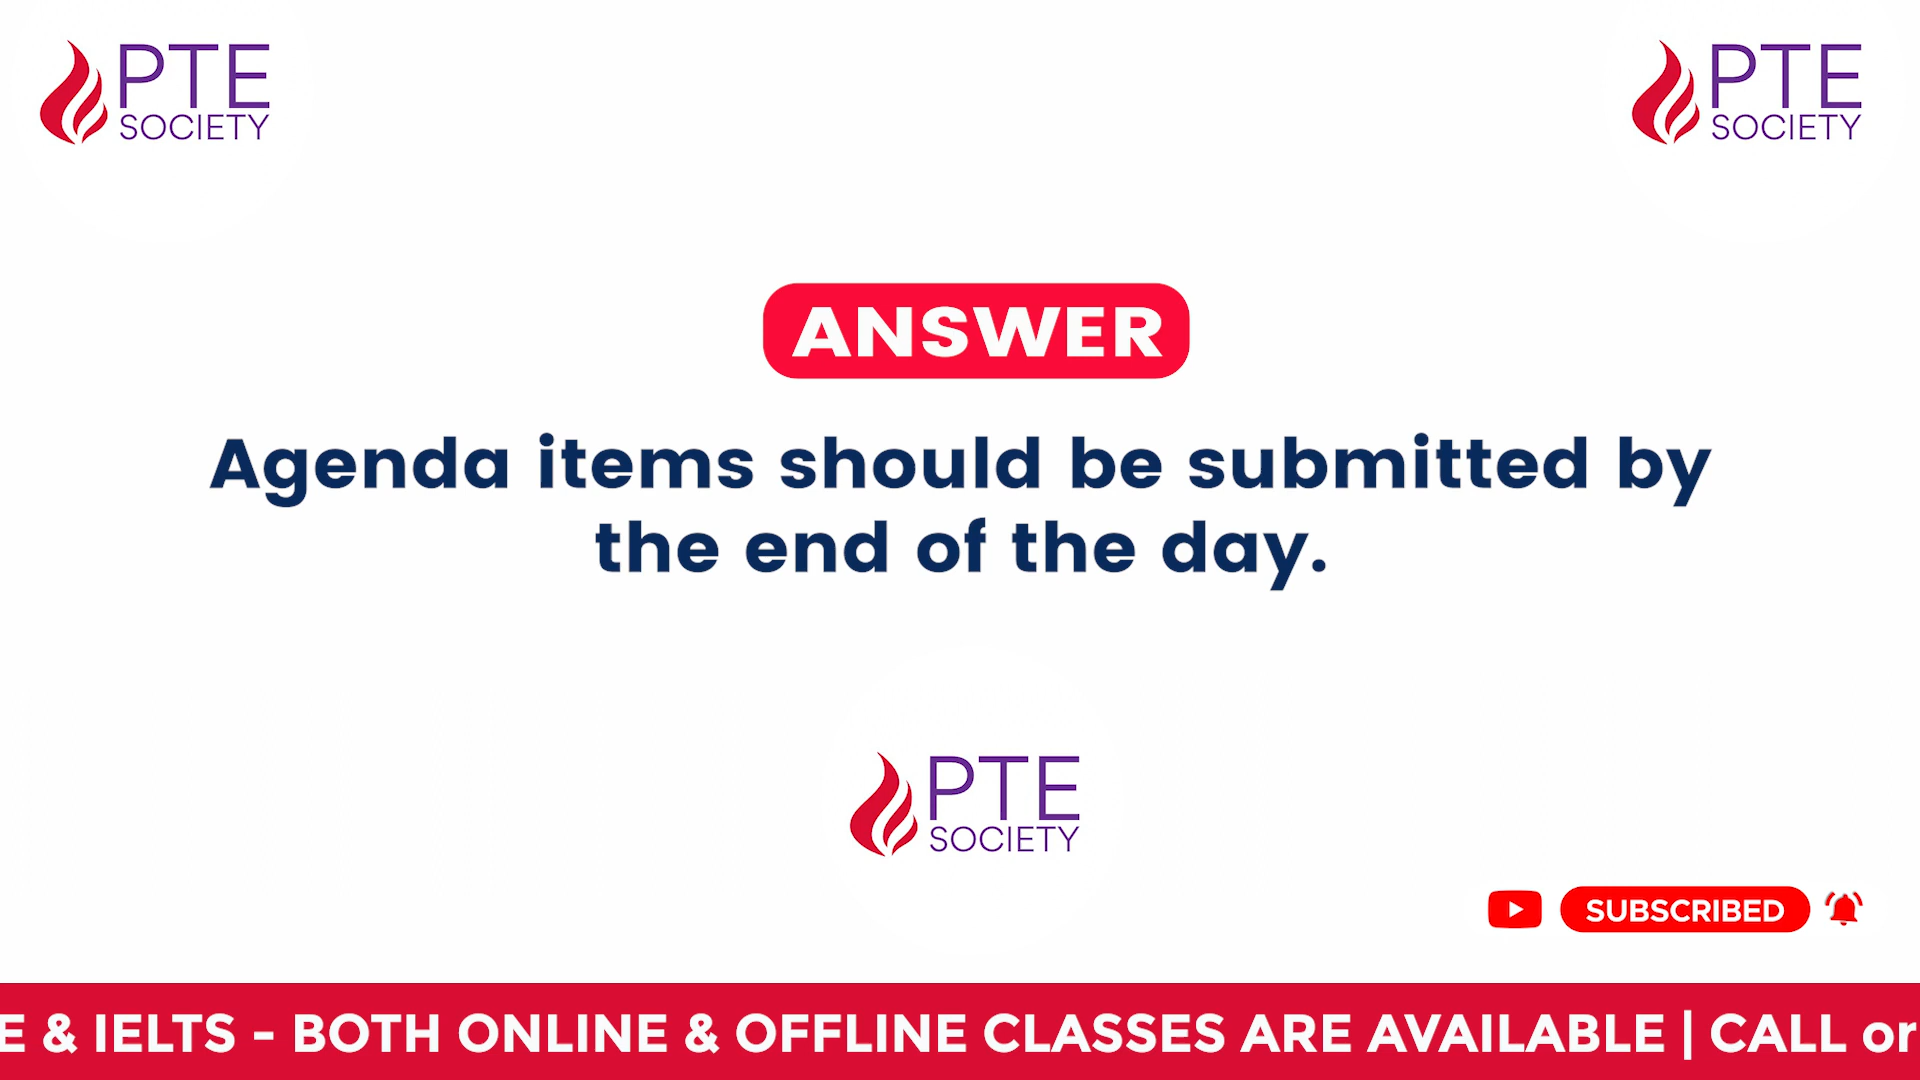 PTE
SOCIETY
PTE
SOCIETY
ANSWER
Agenda items should be submitted by
the end of the day.
PTE
SOCIETY
SUBSCRIBED
E & IELTS - BOTH ONLINE & OFFLINE CLASSES ARE AVAILABLE | CALL or